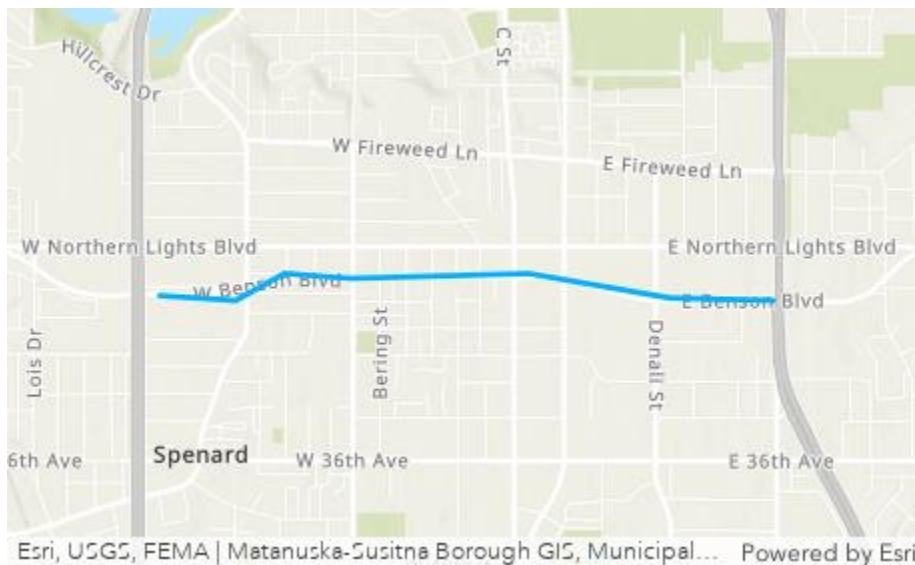 Hillcrest Dr
C St
W Fireweed Ln
E Fireweed Ln
W Northern Lights Blvd
E Northern Lights Blvd
W Benson Blvd
E Benson Blvd
Lois Dr
Bering St
Denali St
Spenard
6th Ave
W 36th Ave
E 36th Ave
Esri, USGS, FEMA | Matanuska-Susitna Borough GIS, Municipal... Powered by Esri